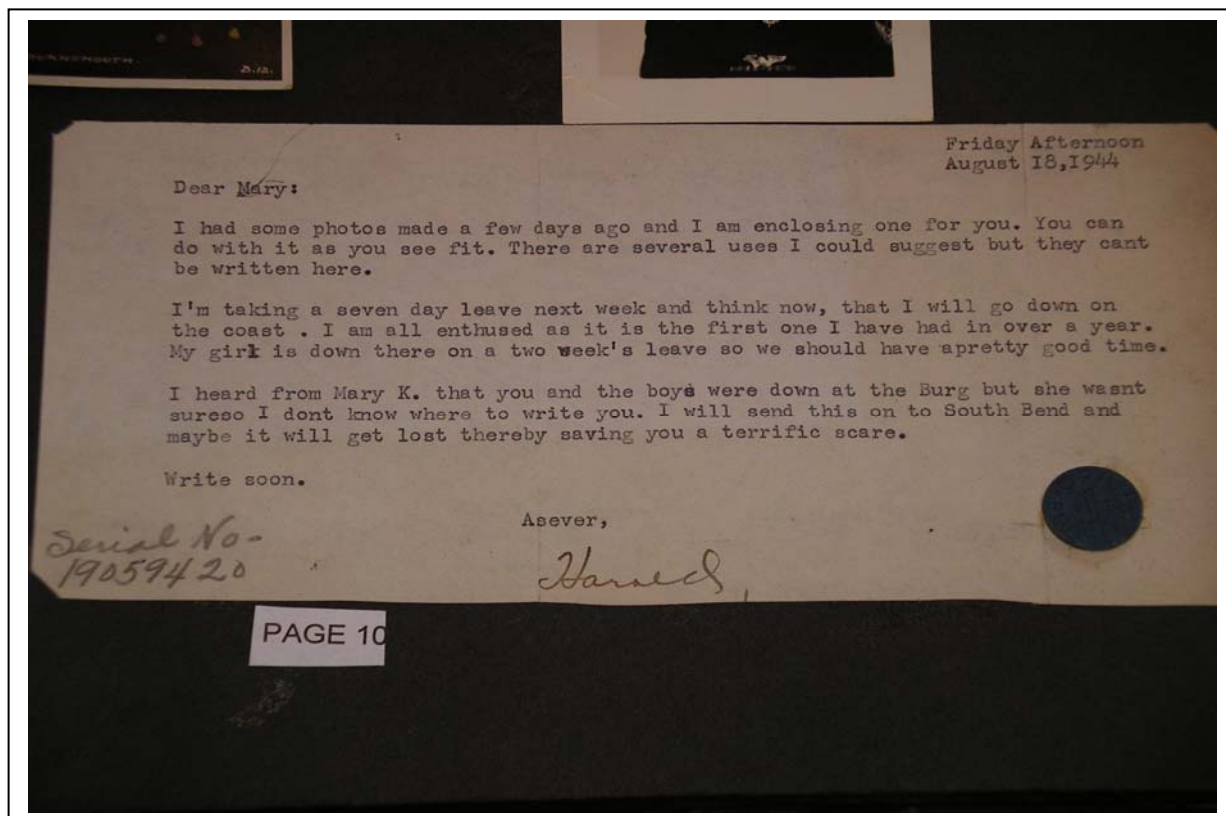 BOURNEMOUTH.
B.12.
Friday Afternoon
August 18,1944
Dear Mary:
I had some photos made a few days ago and I am enclosing one for you. You can
do with it as you see fit. There are several uses I could suggest but they cant
be written here.
I'm taking a seven day leave next week and think now, that I will go down on
the coast . I am all enthused as it is the first one I have had in over a year.
My girl is down there on a two week's leave so we should have apretty good time.
I heard from Mary K. that you and the boys were down at the Burg but she wasnt
sureso I dont know where to write you. I will send this on to South Bend and
maybe it will get lost thereby saving you a terrific scare.
Write soon.
Asever,
Harold
Serial No-
19059420
PAGE 10